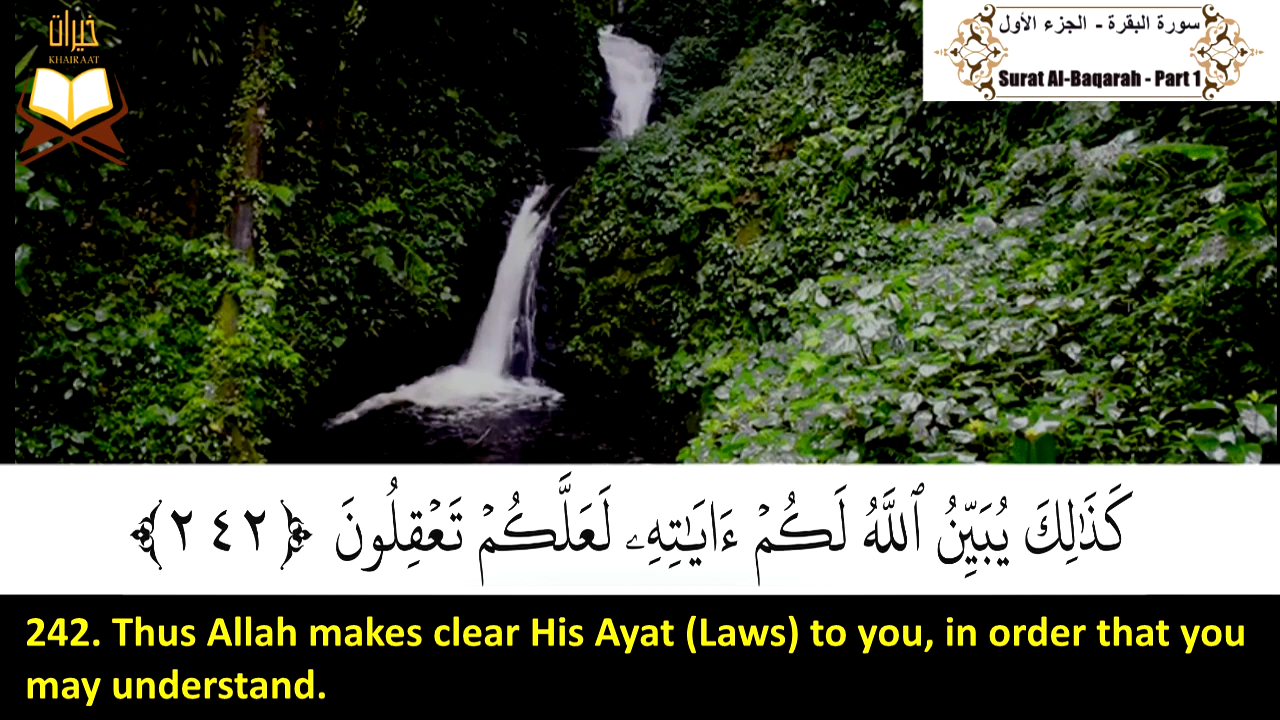 خيرات
KHAIRAAT
سورة البقرة - الجزء الأول
Surat Al-Baqarah - Part 1
كَذَٰلِكَ يُبَيِّنُ ٱللَّهُ لَكُمْ ءَايَـٰتِهِۦ لَعَلَّكُمْ تَعْقِلُونَ ﴿٢٤٢﴾
242. Thus Allah makes clear His Ayat (Laws) to you, in order that you
may understand.